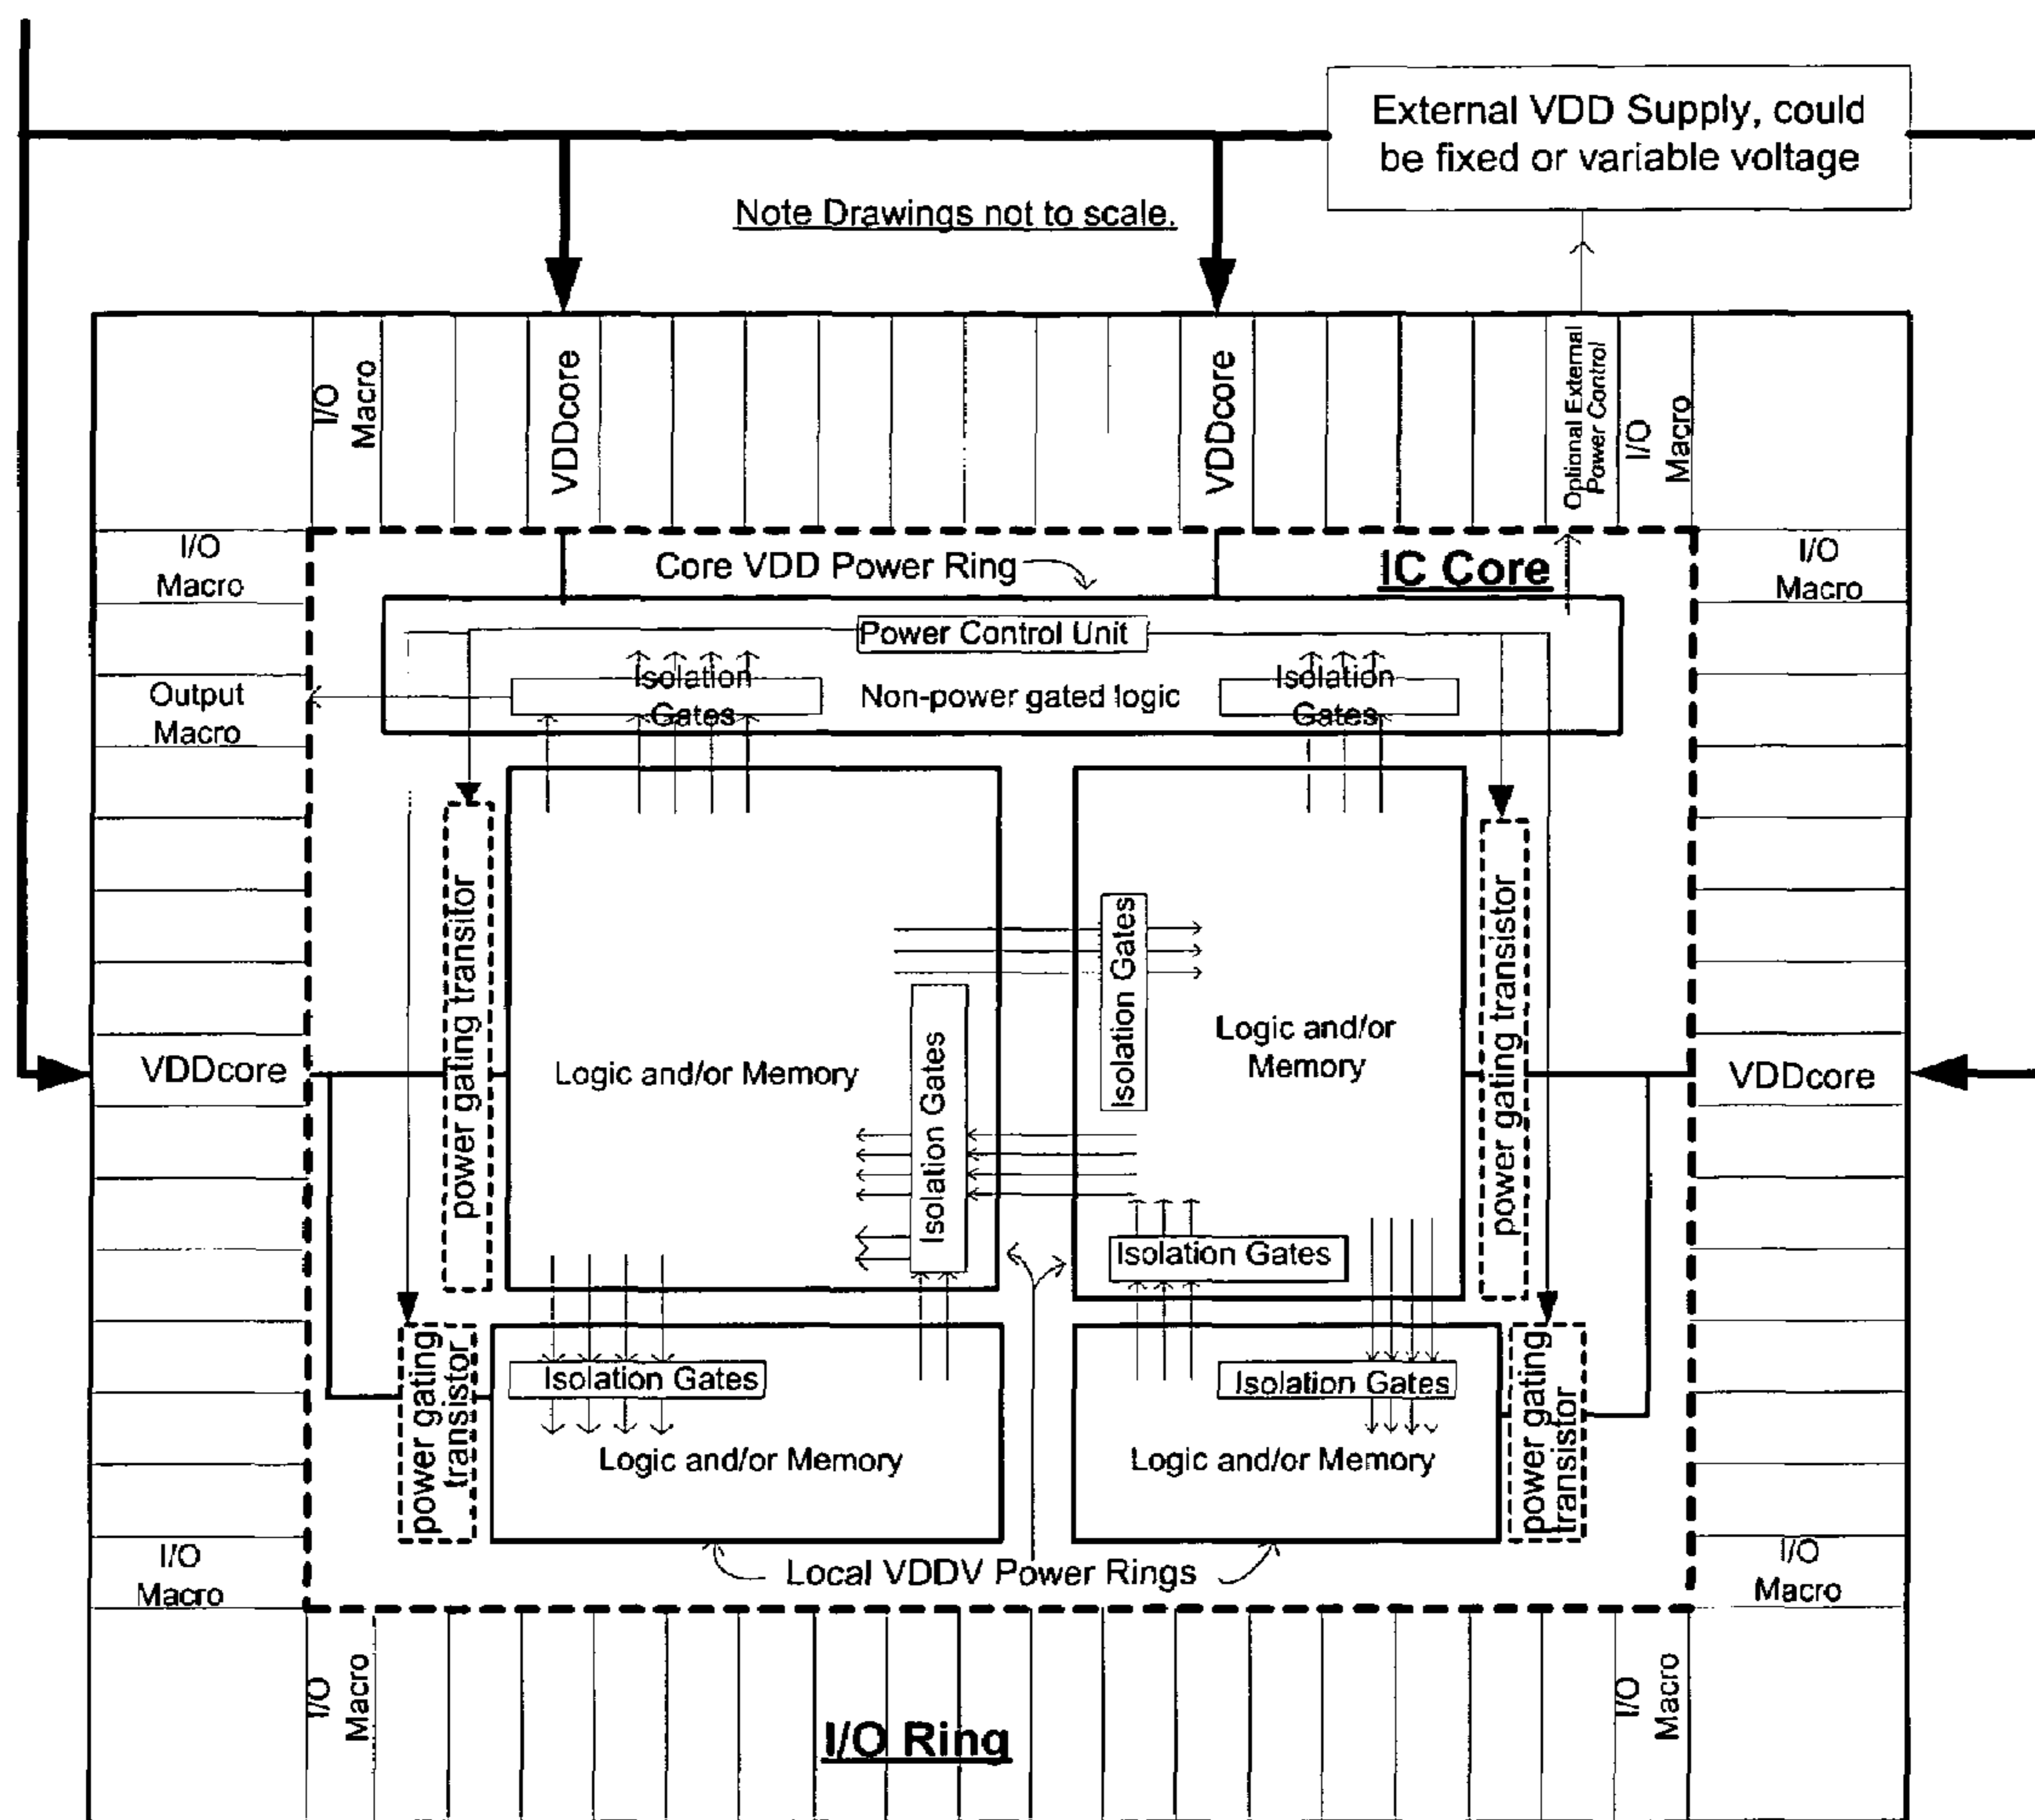 External VDD Supply, could
be fixed or variable voltage
Note Drawings not to scale.
I/O
Macro
VDDcore
VDDcore
Optional External
Power Control
I/O
Macro
I/O
Macro
Core VDD Power Ring
IC Core
I/O
Macro
Power Control Unit
Isolation
Gates
Non-power gated logic
Isolation
Gates
Output
Macro
power gating transitor
Isolation Gates
power gating transistor
Logic and/or Memory
Isolation Gates
Logic and/or
Memory
VDDcore
VDDcore
Isolation Gates
power gating
transistor
Isolation Gates
Isolation Gates
power gating
transistor
Logic and/or Memory
Logic and/or Memory
Local VDDV Power Rings
I/O
Macro
I/O
Macro
I/O
Macro
I/O Ring
I/O
Macro